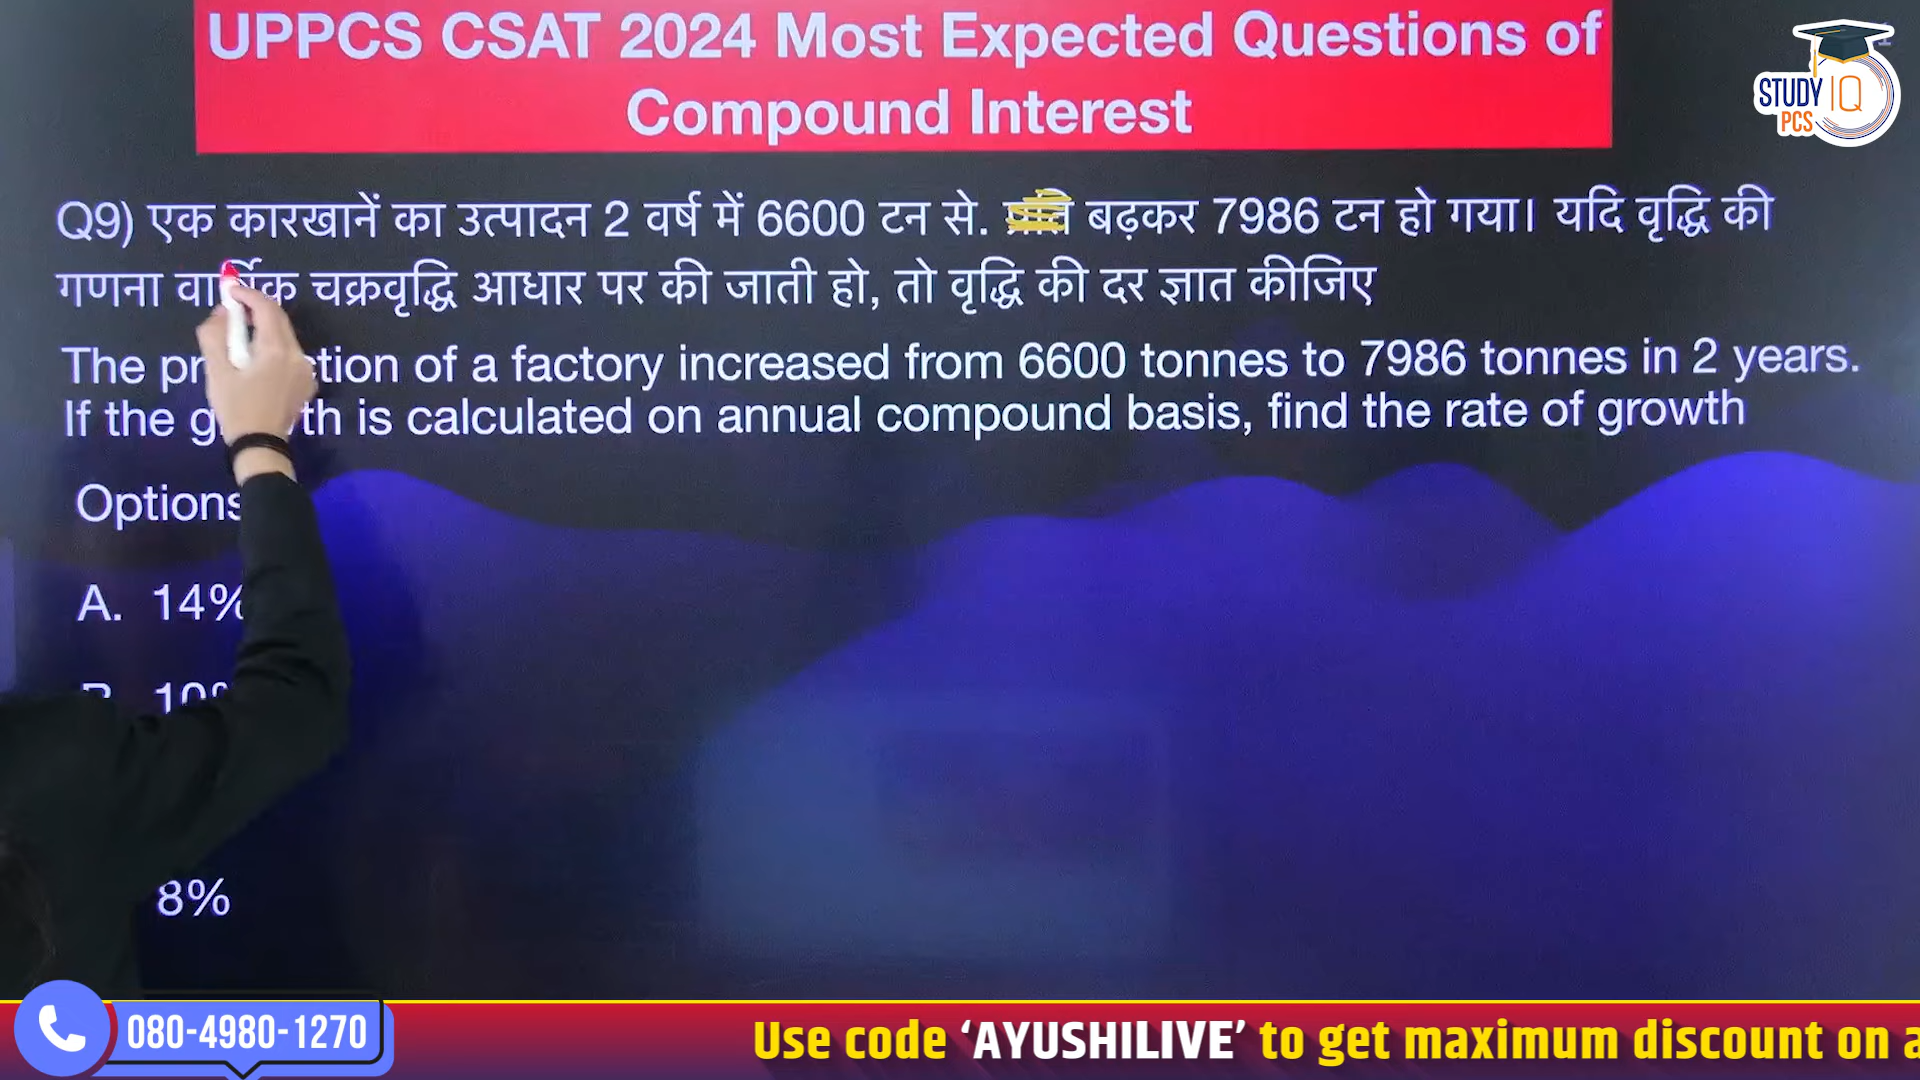 UPPCS CSAT 2024 Most Expected Questions of
Compound Interest
STUDY IQ
PCS
Q9) एक कारखानें का उत्पादन 2 वर्ष में 6600 टन से. बढ़कर 7986 टन हो गया। यदि वृद्धि की
गणना चक्रवृद्धि आधार पर की जाती हो, तो वृद्धि की दर ज्ञात कीजिए
The of a factory increased from 6600 tonnes to 7986 tonnes in 2 years.
If the is calculated on annual compound basis, find the rate of growth
Options
A. 14%
8%
080-4980-1270
Use code ‘AYUSHILIVE’ to get maximum discount on